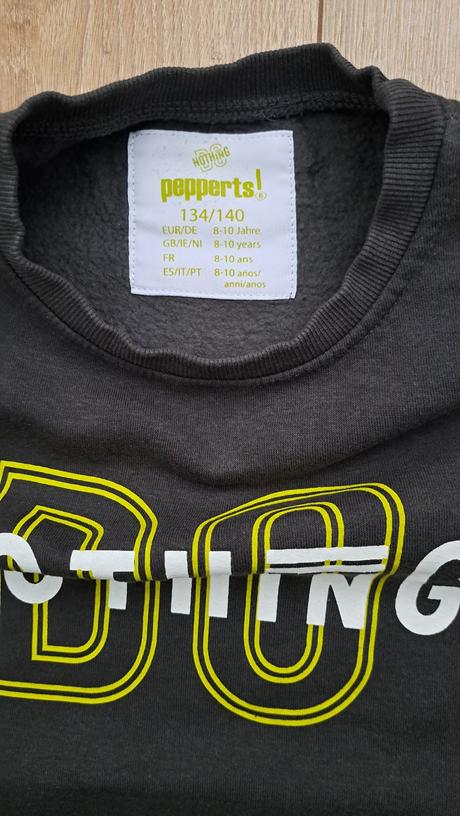 DO
NOTHING
pepperts!®
134/140
EUR/DE 8-10 Jahre
GB/IE/NI 8-10 years
FR 8-10 ans
ES/IT/PT 8-10 años/
anni/anos
DO
OTHING